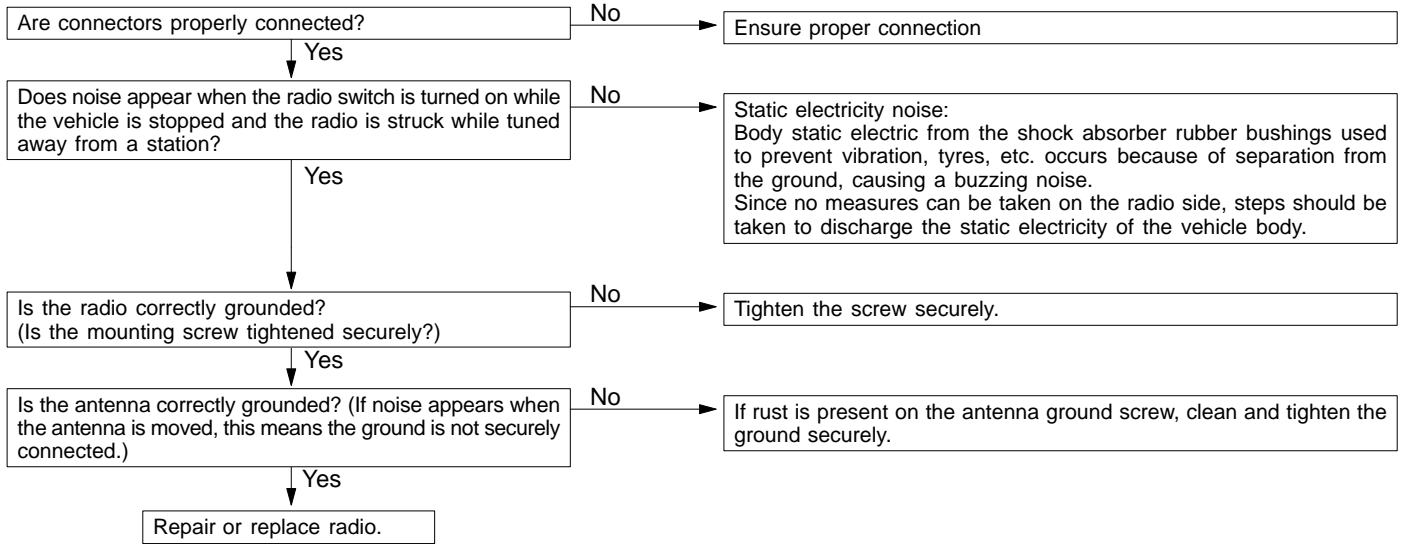 Are connectors properly connected?
No
Ensure proper connection
Yes
Does noise appear when the radio switch is turned on while
the vehicle is stopped and the radio is struck while tuned
away from a station?
No
Static electricity noise:
Body static electric from the shock absorber rubber bushings used
to prevent vibration, tyres, etc. occurs because of separation from
the ground, causing a buzzing noise.
Since no measures can be taken on the radio side, steps should be
taken to discharge the static electricity of the vehicle body.
Yes
Is the radio correctly grounded?
(Is the mounting screw tightened securely?)
No
Tighten the screw securely.
Yes
Is the antenna correctly grounded? (If noise appears when
the antenna is moved, this means the ground is not securely
connected.)
No
If rust is present on the antenna ground screw, clean and tighten the
ground securely.
Yes
Repair or replace radio.